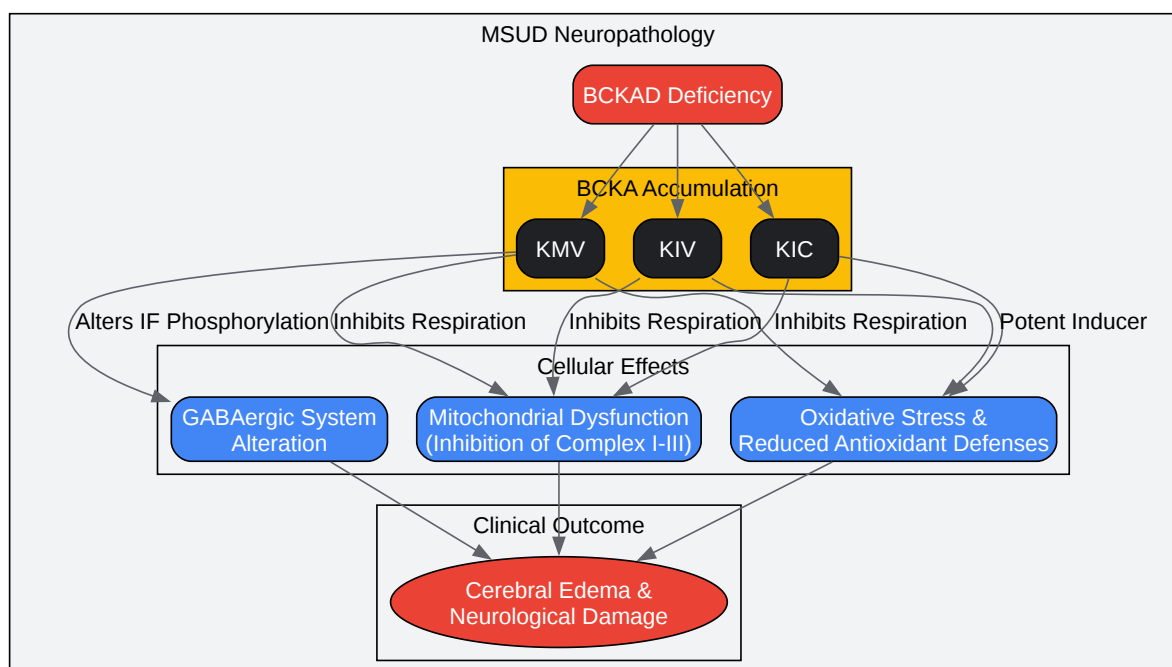 MSUD Neuropathology
BCKAD Deficiency
BCKA Accumulation
KMV
KIV
KIC
Alters IF Phosphorylation
Inhibits Respiration
Inhibits Respiration
Inhibits Respiration
Potent Inducer
Cellular Effects
GABAergic System
Alteration
Mitochondrial Dysfunction
(Inhibition of Complex I-III)
Oxidative Stress &
Reduced Antioxidant Defenses
Clinical Outcome
Cerebral Edema &
Neurological Damage